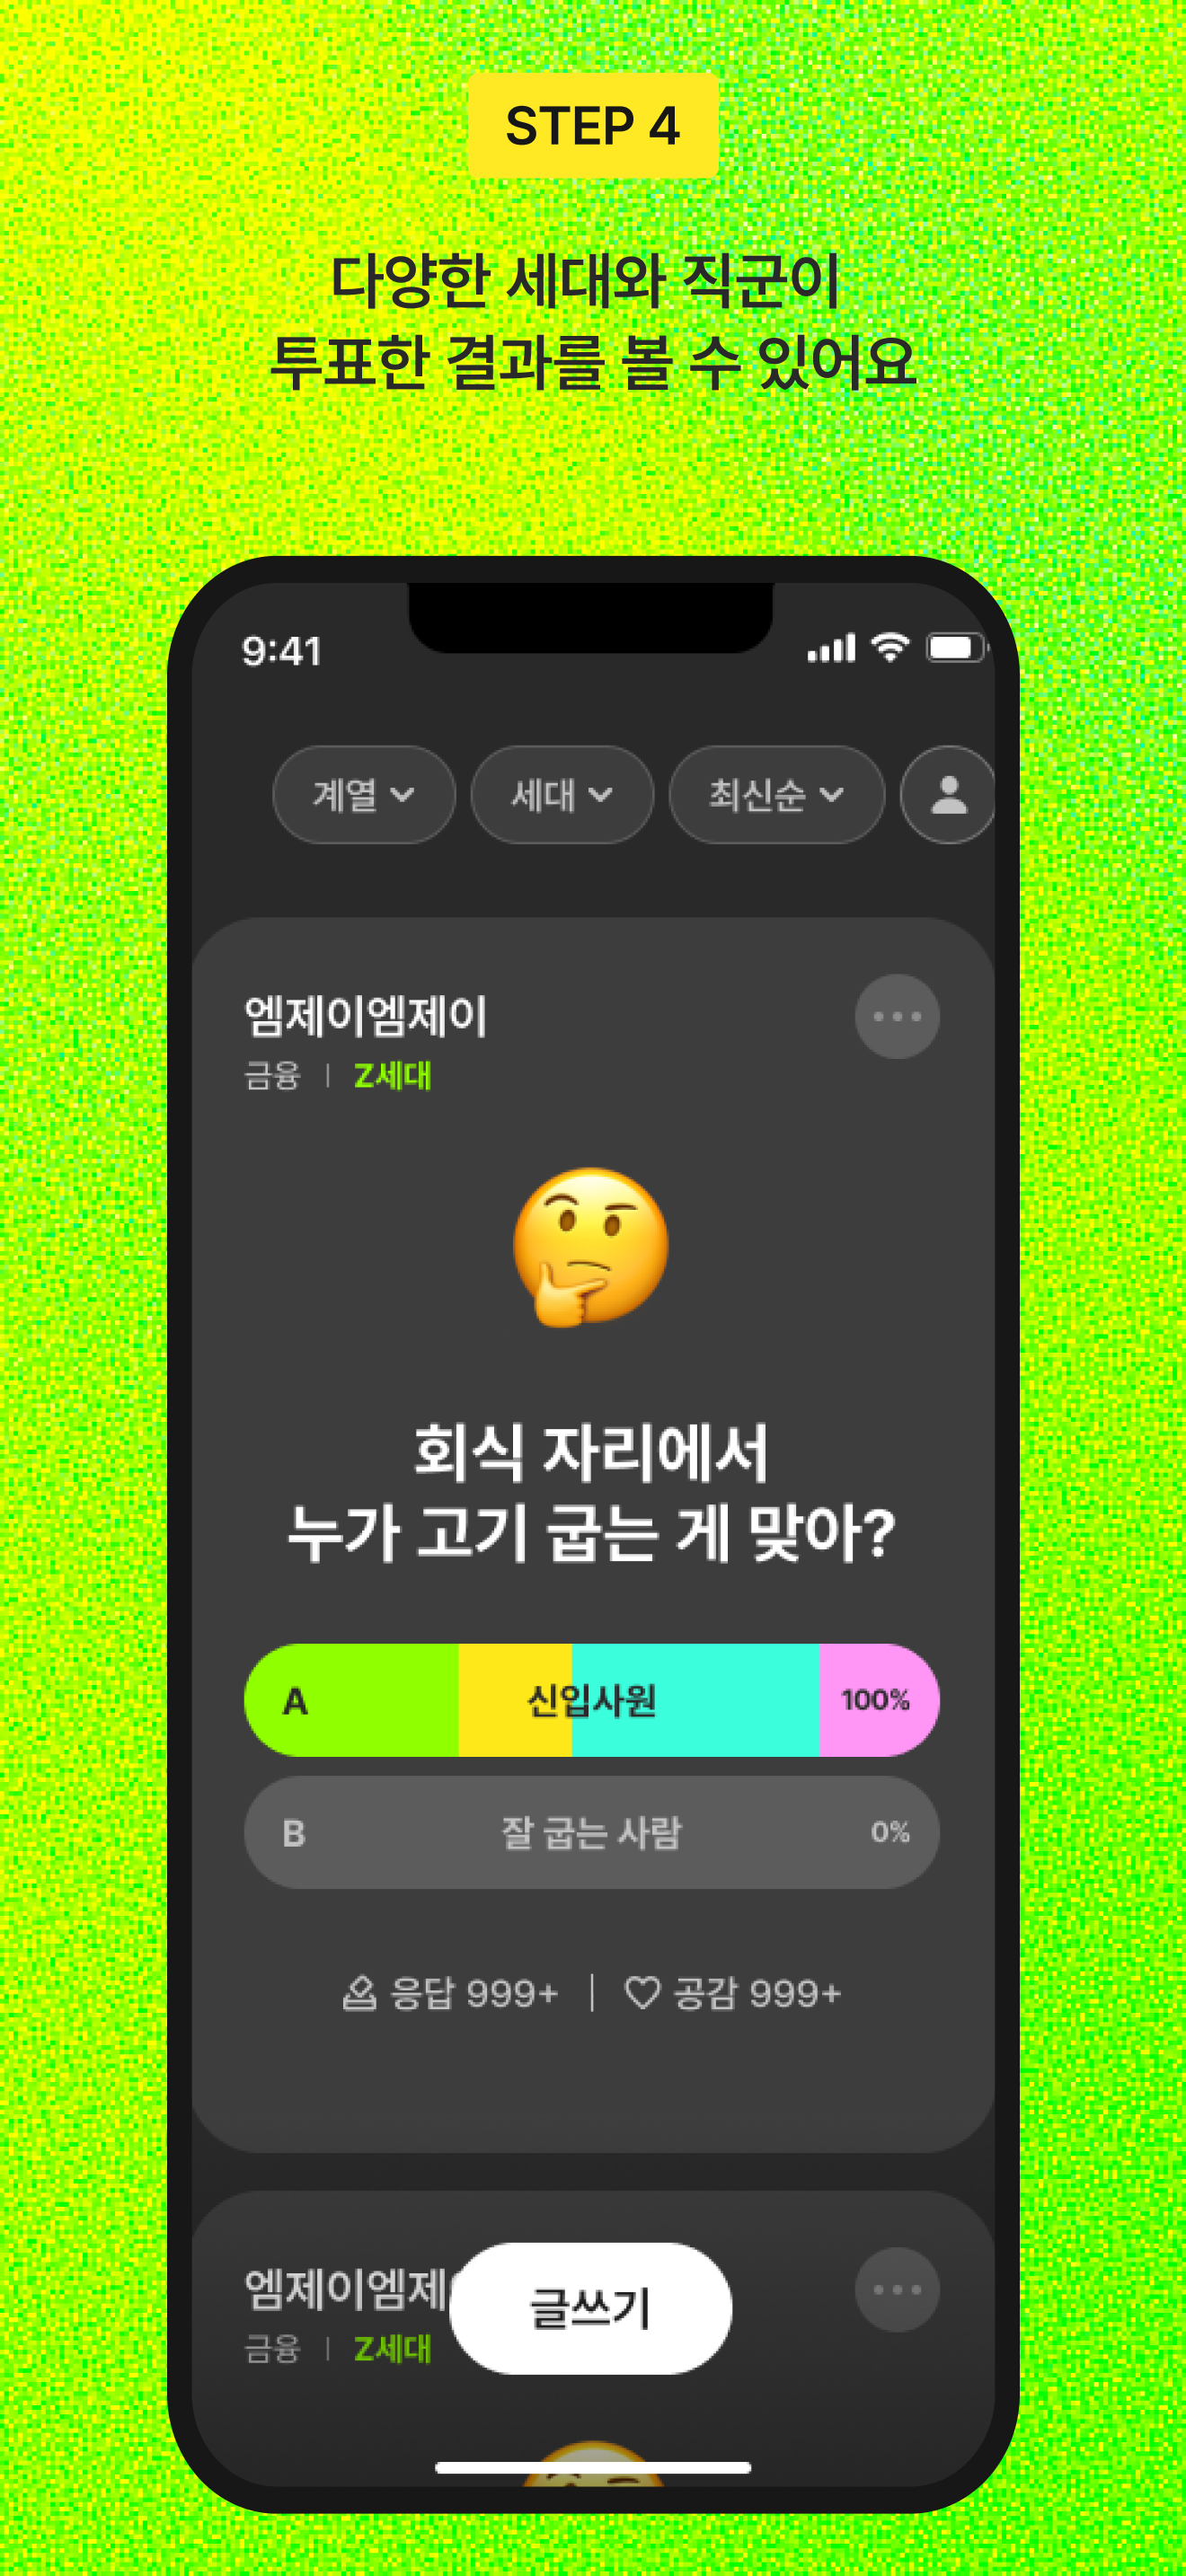 STEP 4
다양한 세대와 직군이
투표한 결과를 볼 수 있어요
9:41
계열 세대 최신순
엠제이엠제이
금융 | Z세대
회식 자리에서
누가 고기 굽는 게 맞아?
A 신입사원 100%
B 잘 굽는 사람 0%
응답 999+ | 공감 999+
엠제이엠제
글쓰기
금융 | Z세대